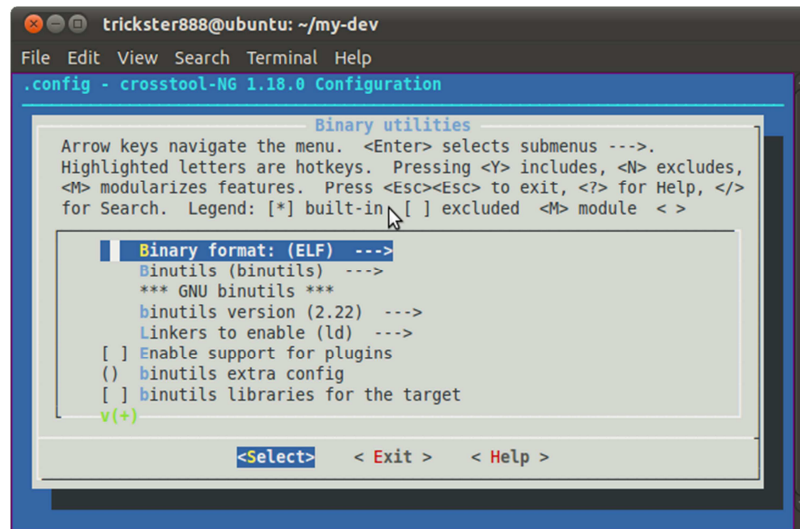 trickster888@ubuntu: ~/my-dev
File Edit View Search Terminal Help
.config - crosstool-NG 1.18.0 Configuration
Binary utilities
Arrow keys navigate the menu. <Enter> selects submenus --->.
Highlighted letters are hotkeys. Pressing <Y> includes, <N> excludes,
<M> modularizes features. Press <Esc><Esc> to exit, <?> for Help, </>
for Search. Legend: [*] built-in [ ] excluded <M> module < >
Binary format: (ELF) --->
Binutils (binutils) --->
*** GNU binutils ***
binutils version (2.22) --->
Linkers to enable (ld) --->
[ ] Enable support for plugins
() binutils extra config
[ ] binutils libraries for the target
v(+)
<Select> < Exit > < Help >